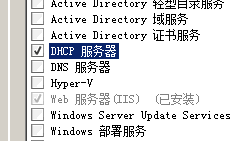 Active Directory 轻型目录服务
Active Directory 域服务
Active Directory 证书服务
DHCP 服务器
DNS 服务器
Hyper-V
Web 服务器(IIS) (已安装)
Windows Server Update Services
Windows 部署服务